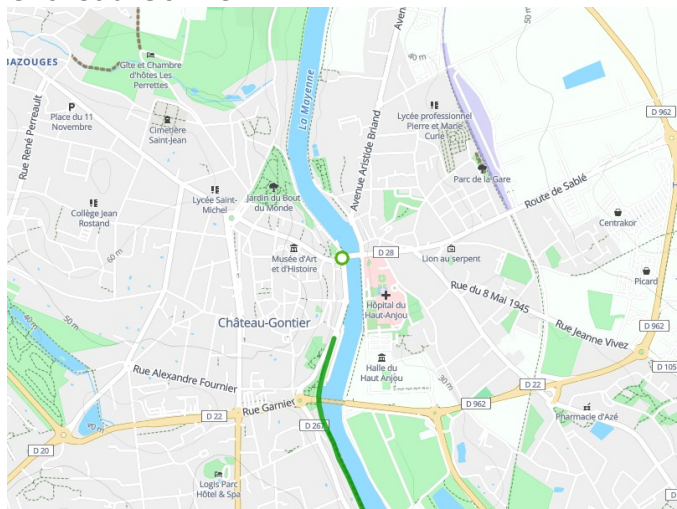 BAZOUGES
Gîte et Chambre
d'hôtes Les
Perrettes
La Mayenne
Avenue Aristide Briand
40 m
50 m
Lycée professionnel
Pierre et Marie
Curie
D 962
Place du 11
Novembre
Cimetière
Saint-Jean
Rue René Perreault
Parc de la Gare
Route de Sablé
Lycée Saint-
Michel
Jardin du Bout
du Monde
Collège Jean
Rostand
Centrakor
60 m
Musée d'Art
et d'Histoire
D 28
Lion au serpent
Picard
Rue du 8 Mai 1945
Hôpital du
Haut-Anjou
Château-Gontier
Rue Jeanne Vivez
D 962
40 m
50 m
Halle du
Haut Anjou
D 105
Rue Alexandre Fournier
30 m
D 22
Rue Garnier
D 962
D 22
Pharmacie d'Azé
40 m
D 20
D 267
Logis Parc
Hôtel & Spa